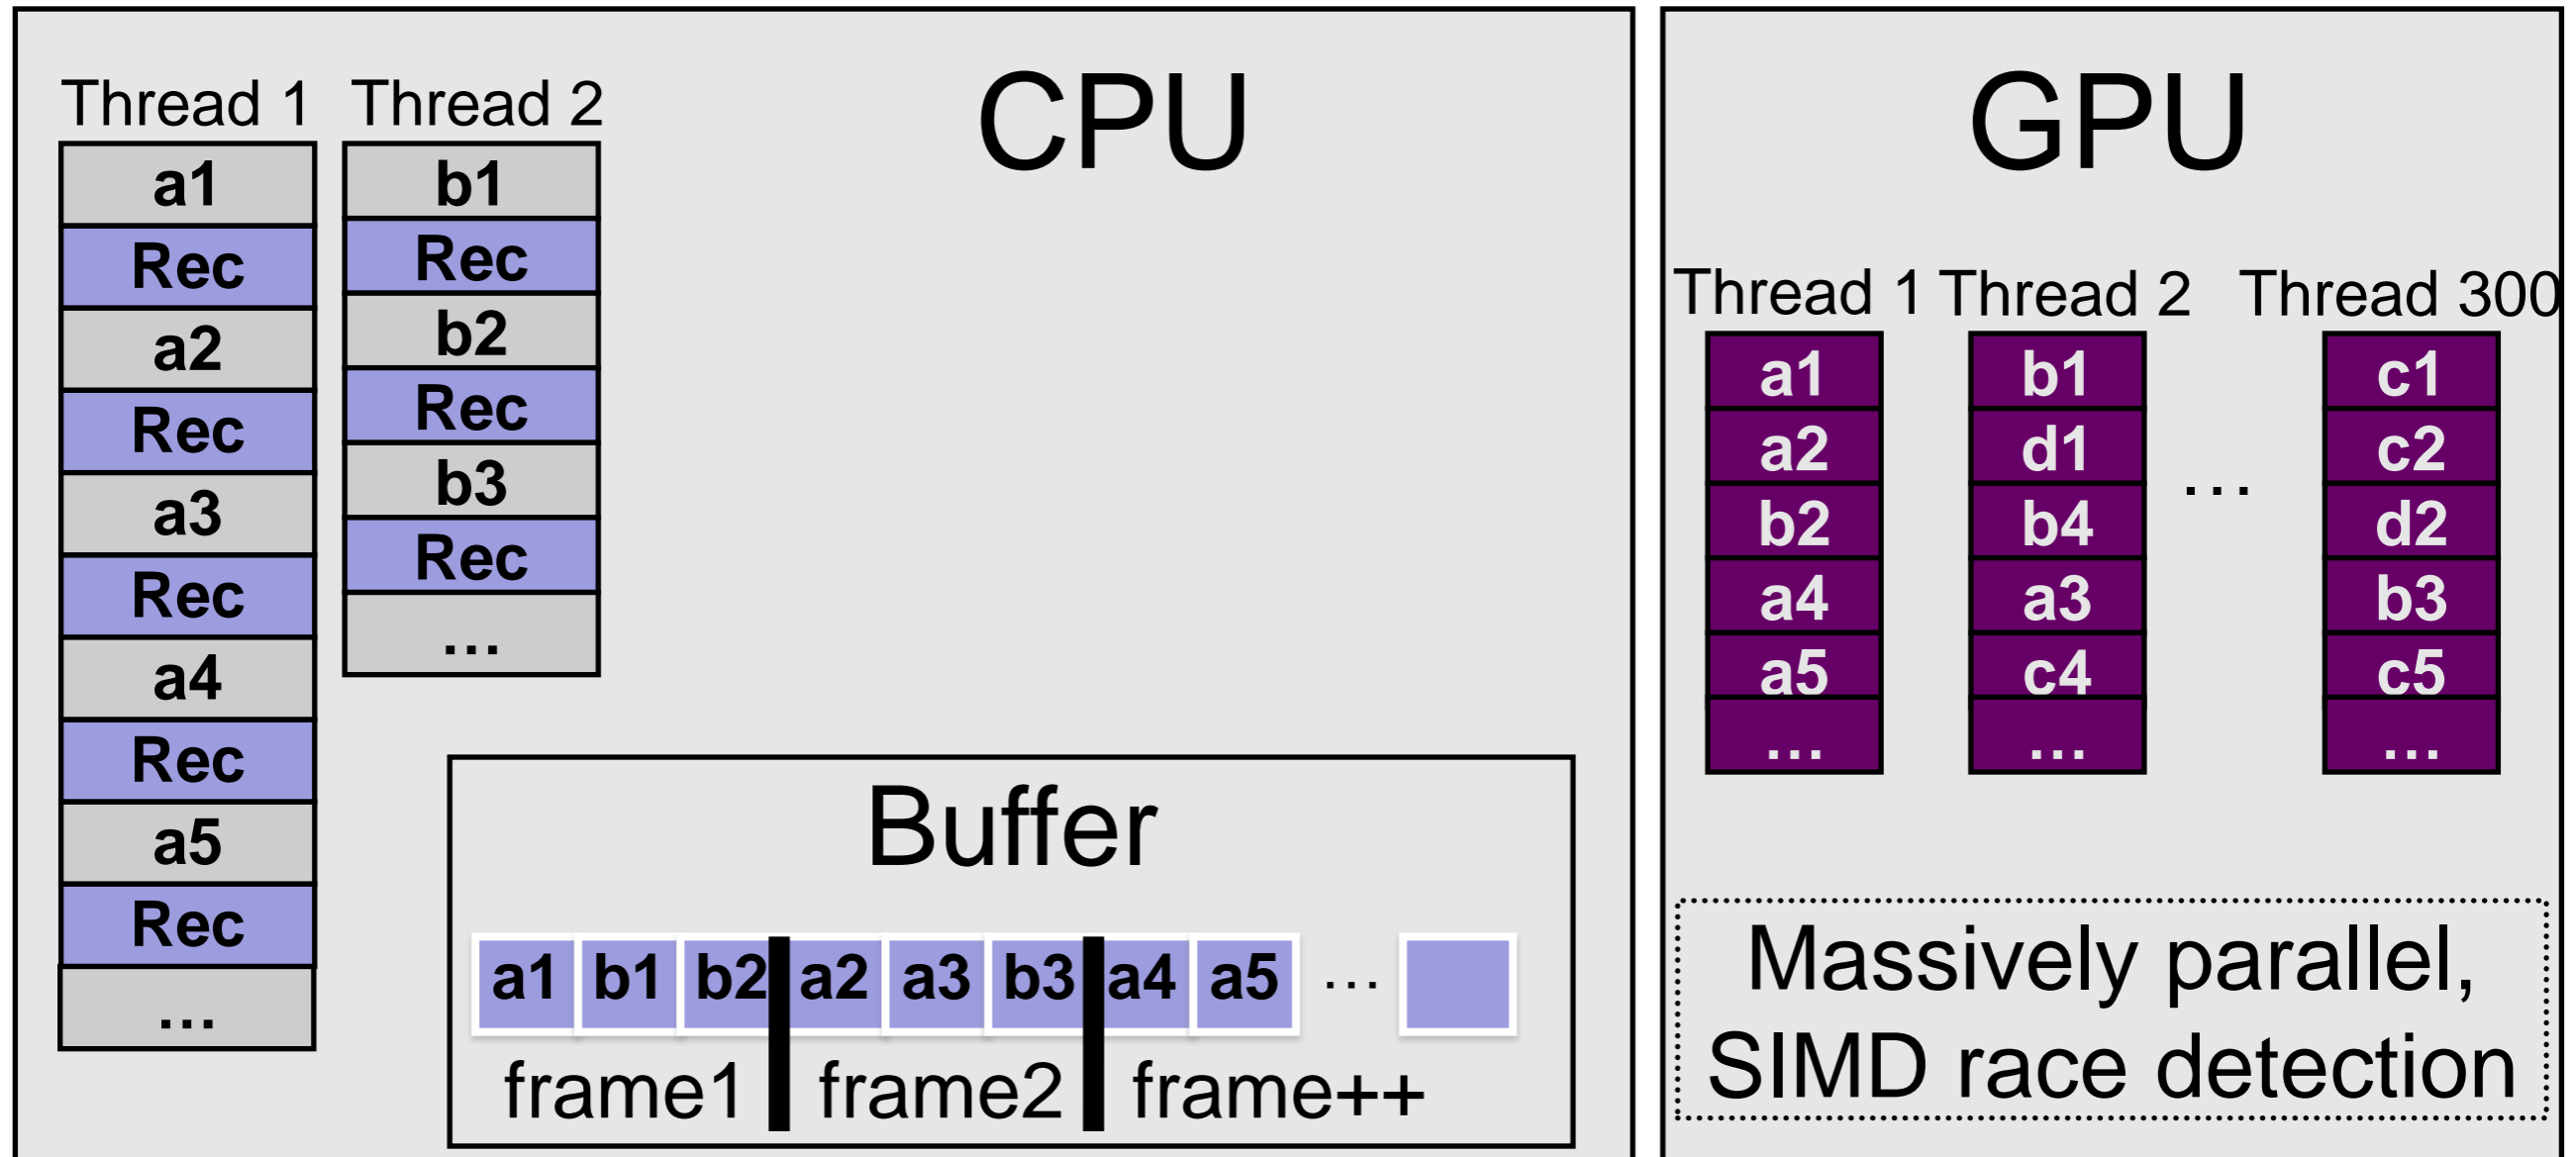 CPU
Thread 1 Thread 2
a1
Rec
a2
Rec
a3
Rec
a4
Rec
a5
Rec
...
b1
Rec
b2
Rec
b3
Rec
...
Buffer
a1 b1 b2 a2 a3 b3 a4 a5 ...
frame1 frame2 frame++
GPU
Thread 1 Thread 2 Thread 300
a1 b1 c1
a2 d1 c2
...
b2 b4 d2
a4 a3 b3
a5 c4 c5
... ... ...
Massively parallel,
SIMD race detection